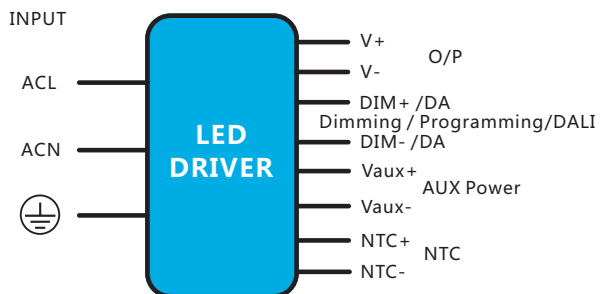 INPUT
ACL
ACN
LED
DRIVER
V+
O/P
V-
DIM+ /DA
Dimming / Programming/DALI
DIM- /DA
Vaux+
AUX Power
Vaux-
NTC+
NTC
NTC-